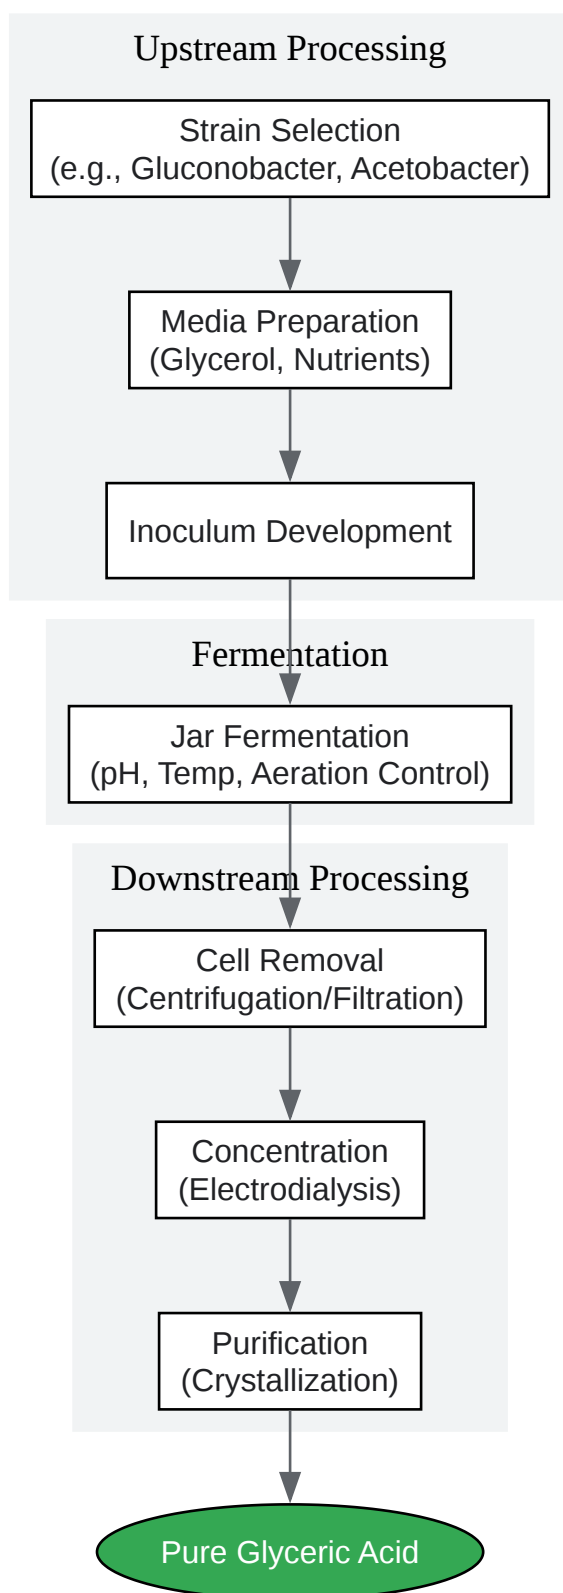 Upstream Processing
Strain Selection
(e.g., Gluconobacter, Acetobacter)
Media Preparation
(Glycerol, Nutrients)
Inoculum Development
Fermentation
Jar Fermentation
(pH, Temp, Aeration Control)
Downstream Processing
Cell Removal
(Centrifugation/Filtration)
Concentration
(Electrodialysis)
Purification
(Crystallization)
Pure Glyceric Acid